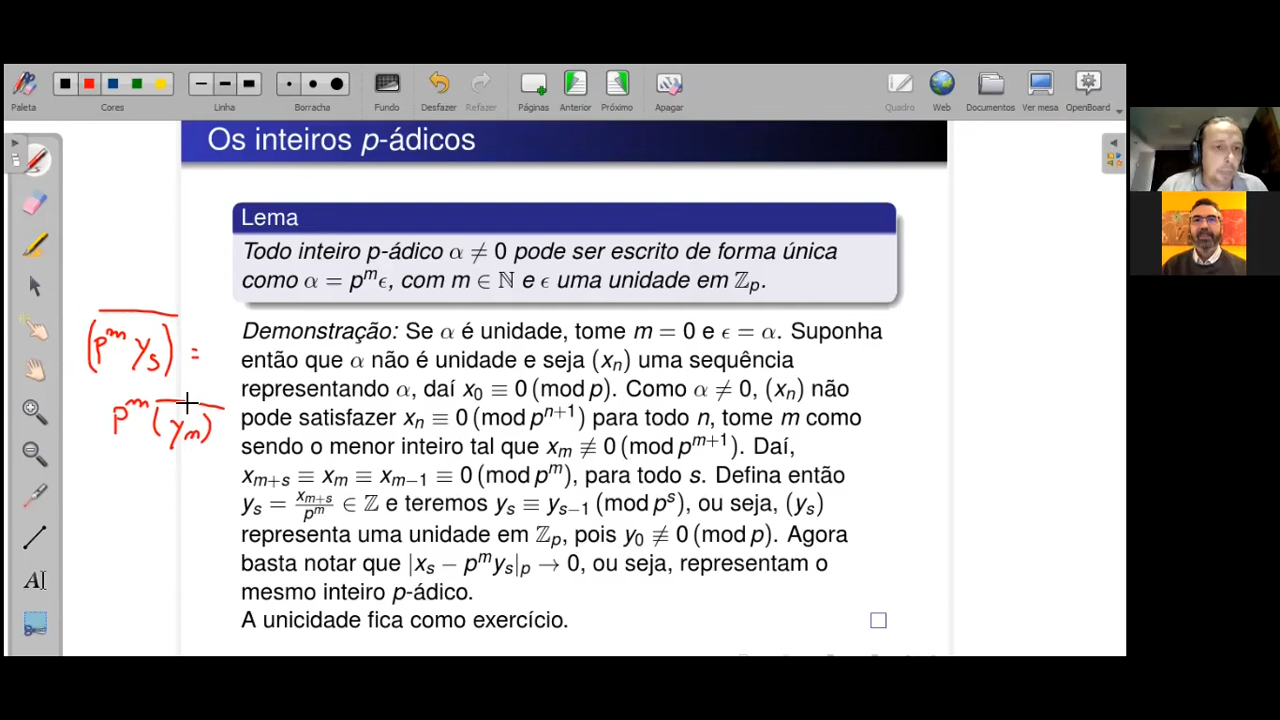 Paleta
Cores
Linha
Borracha
Fundo
Desfazer
Refazer
Páginas
Anterior
Próximo
Apagar
Quadro
Web
Documentos
Ver mesa
OpenBoard
Os inteiros p-ádicos
Lema
Todo inteiro p-ádico α ≠ 0 pode ser escrito de forma única
como α = p^m ϵ, com m ∈ ℕ e ϵ uma unidade em ℤ_p.
Demonstração: Se α é unidade, tome m = 0 e ϵ = α. Suponha
então que α não é unidade e seja (x_n) uma sequência
representando α, daí x_0 ≡ 0 (mod p). Como α ≠ 0, (x_n) não
pode satisfazer x_n ≡ 0 (mod p^{n+1}) para todo n, tome m como
sendo o menor inteiro tal que x_m ≢ 0 (mod p^{m+1}). Daí,
x_{m+s} ≡ x_m ≡ x_{m−1} ≡ 0 (mod p^m), para todo s. Defina então
y_s = \frac{x_{m+s}}{p^m} ∈ ℤ e teremos y_s ≡ y_{s−1} (mod p^s), ou seja, (y_s)
representa uma unidade em ℤ_p, pois y_0 ≢ 0 (mod p). Agora
basta notar que |x_s − p^m y_s|_p → 0, ou seja, representam o
mesmo inteiro p-ádico.
A unicidade fica como exercício.
\overline{(p^m y_s)} =
p^m \overline{(y_m)}
AI